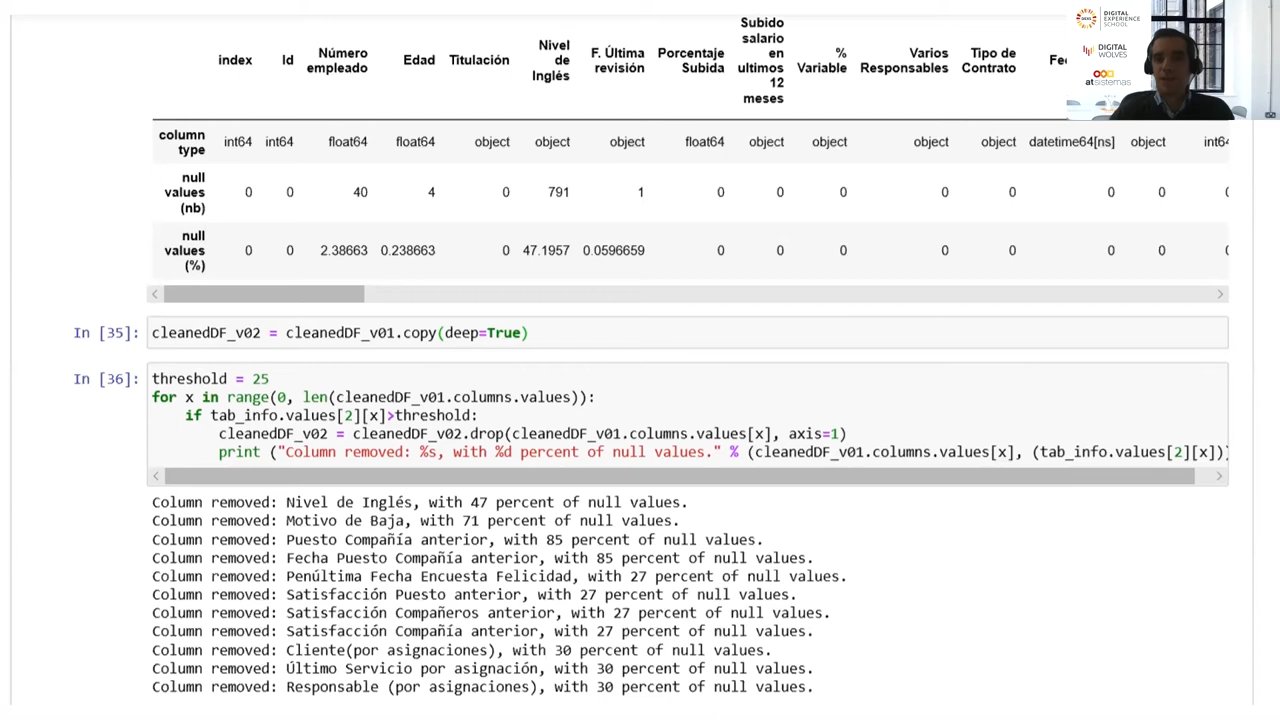 DIGITAL EXPERIENCE SCHOOL
DIGITAL WOLVES
atsistemas
index Id Número empleado Edad Titulación Nivel de Inglés F. Última revisión Porcentaje Subida Subido salario en ultimos 12 meses % Variable Varios Responsables Tipo de Contrato
column type int64 int64 float64 float64 object object object float64 object object object object datetime64[ns] object int64
null values (nb) 0 0 40 4 0 791 1 0 0 0 0 0 0 0
null values (%) 0 0 2.38663 0.238663 0 47.1957 0.0596659 0 0 0 0 0 0 0
In [35]: cleanedDF_v02 = cleanedDF_v01.copy(deep=True)
In [36]: threshold = 25
for x in range(0, len(cleanedDF_v01.columns.values)):
if tab_info.values[2][x]>threshold:
cleanedDF_v02 = cleanedDF_v02.drop(cleanedDF_v01.columns.values[x], axis=1)
print ("Column removed: %s, with %d percent of null values." % (cleanedDF_v01.columns.values[x], (tab_info.values[2][x]))
Column removed: Nivel de Inglés, with 47 percent of null values.
Column removed: Motivo de Baja, with 71 percent of null values.
Column removed: Puesto Compañía anterior, with 85 percent of null values.
Column removed: Fecha Puesto Compañía anterior, with 85 percent of null values.
Column removed: Penúltima Fecha Encuesta Felicidad, with 27 percent of null values.
Column removed: Satisfacción Puesto anterior, with 27 percent of null values.
Column removed: Satisfacción Compañeros anterior, with 27 percent of null values.
Column removed: Satisfacción Compañía anterior, with 27 percent of null values.
Column removed: Cliente(por asignaciones), with 30 percent of null values.
Column removed: Último Servicio por asignación, with 30 percent of null values.
Column removed: Responsable (por asignaciones), with 30 percent of null values.